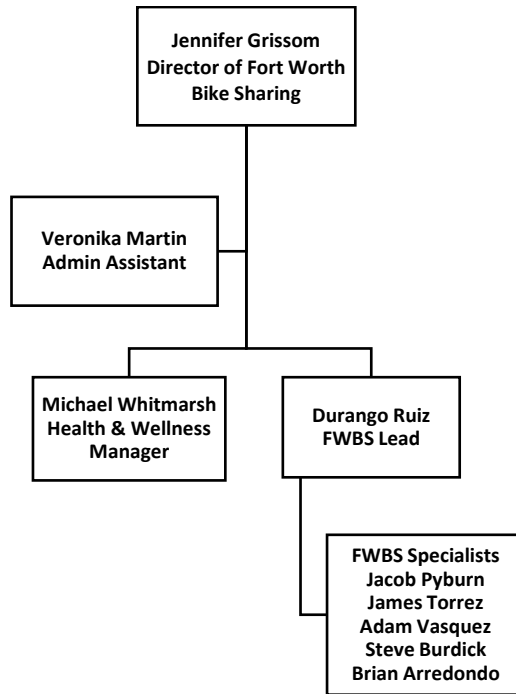 Jennifer Grissom
Director of Fort Worth
Bike Sharing
Veronika Martin
Admin Assistant
Michael Whitmarsh
Health & Wellness
Manager
Durango Ruiz
FWBS Lead
FWBS Specialists
Jacob Pyburn
James Torrez
Adam Vasquez
Steve Burdick
Brian Arredondo